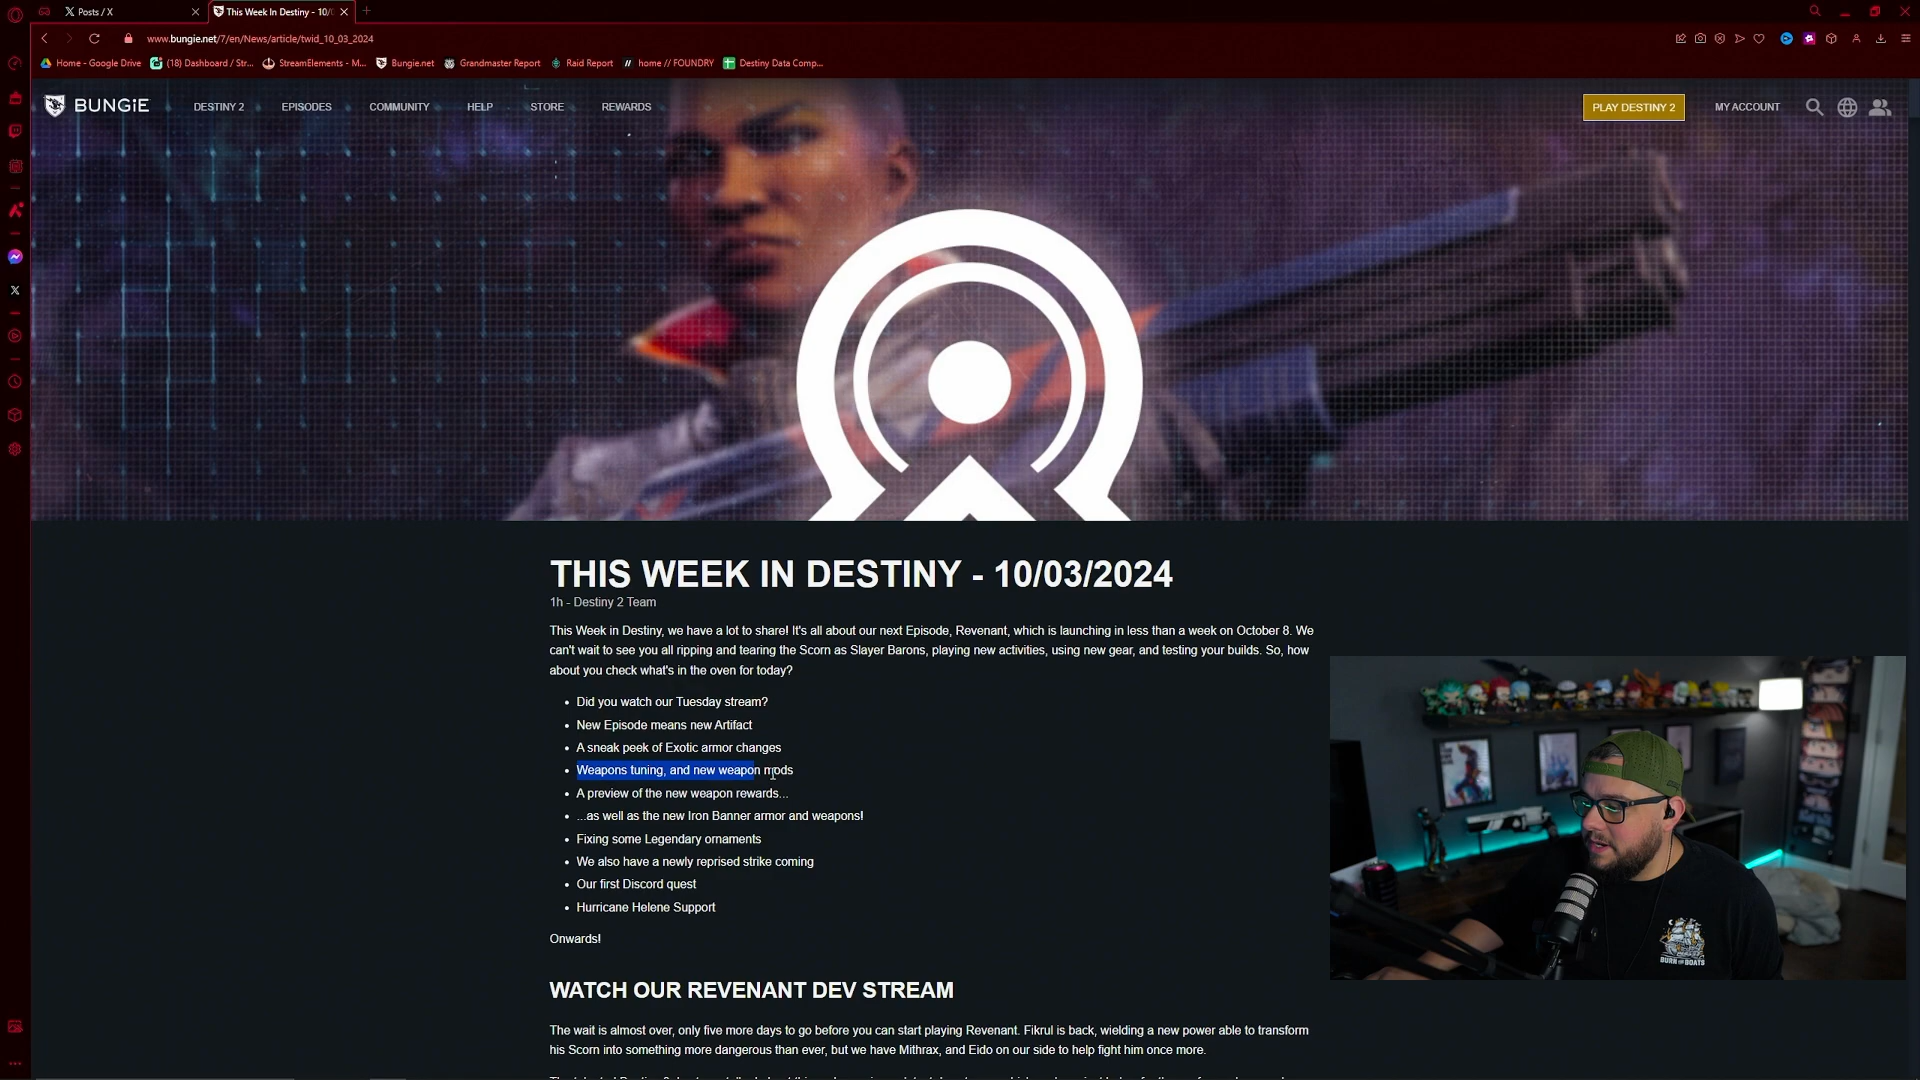 Posts / X
This Week In Destiny - 10/
www.bungie.net/7/en/News/article/twid_10_03_2024
Home - Google Drive
(18) Dashboard / Str...
StreamElements - M...
Bungie.net
Grandmaster Report
Raid Report
home // FOUNDRY
Destiny Data Comp...
BUNGiE
DESTINY 2
EPISODES
COMMUNITY
HELP
STORE
REWARDS
PLAY DESTINY 2
MY ACCOUNT
THIS WEEK IN DESTINY - 10/03/2024
1h - Destiny 2 Team
This Week in Destiny, we have a lot to share! It's all about our next Episode, Revenant, which is launching in less than a week on October 8. We
can't wait to see you all ripping and tearing the Scorn as Slayer Barons, playing new activities, using new gear, and testing your builds. So, how
about you check what's in the oven for today?
• Did you watch our Tuesday stream?
• New Episode means new Artifact
• A sneak peek of Exotic armor changes
• Weapons tuning, and new weapon mods
• A preview of the new weapon rewards...
• ...as well as the new Iron Banner armor and weapons!
• Fixing some Legendary ornaments
• We also have a newly reprised strike coming
• Our first Discord quest
• Hurricane Helene Support
Onwards!
BURN THE BOATS
WATCH OUR REVENANT DEV STREAM
The wait is almost over, only five more days to go before you can start playing Revenant. Fikrul is back, wielding a new power able to transform
his Scorn into something more dangerous than ever, but we have Mithrax, and Eido on our side to help fight him once more.